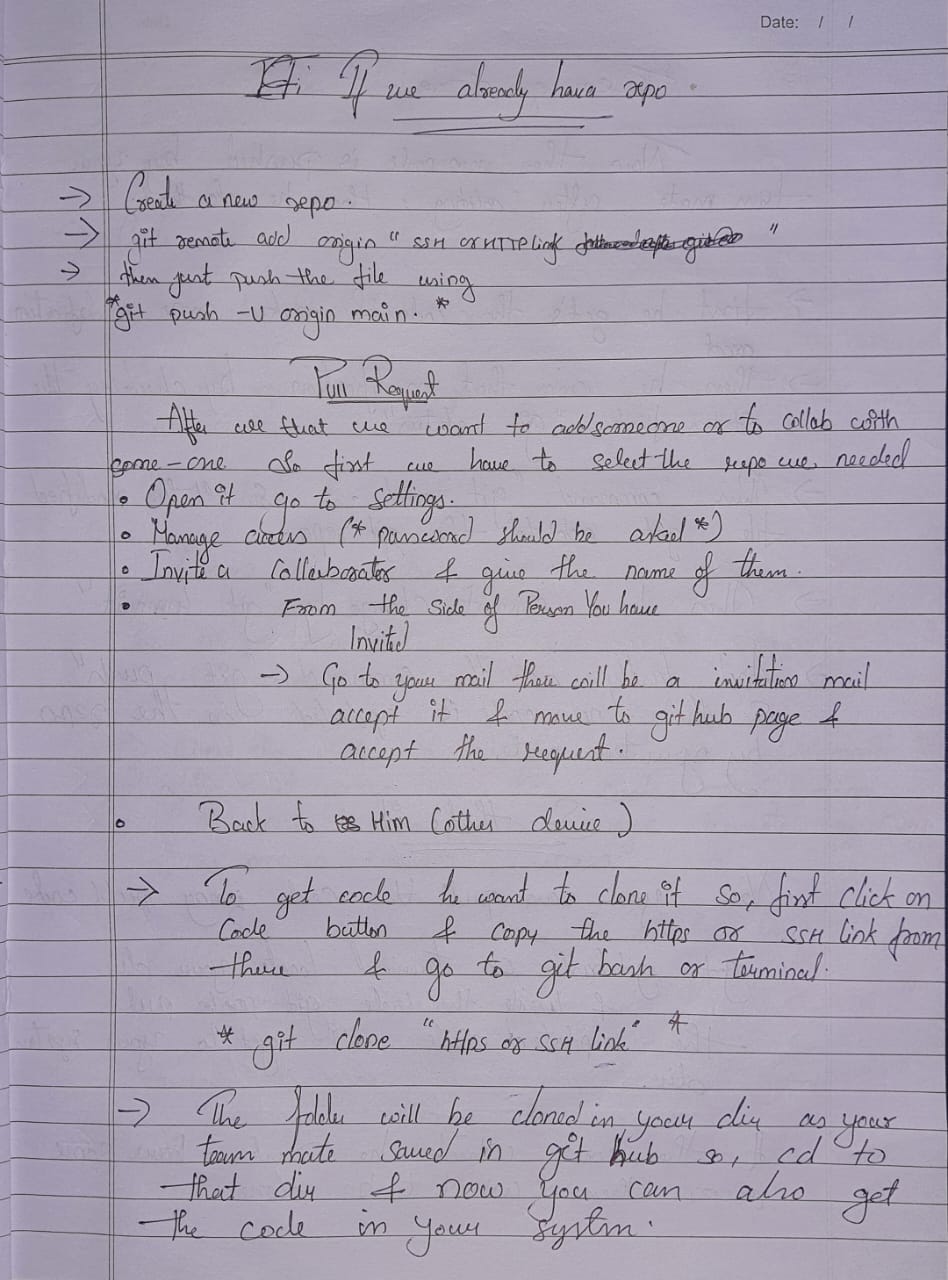 Date: / /
If we already have repo
→ Create a new repo.
→ git remote add origin " SSH or HTTP link "
→ then just push the file using
*git push -U origin main. *
Pull Request
After all that we want to add someone or to collab with
some-one So first we have to select the repo we needed
• Open it go to Settings.
• Manage access (* password should be asked *)
• Invite a Collaborator & give the name of them.
• From the side of Person You have
Invited
→ Go to your mail there will be a invitation mail
accept it & move to git hub page &
accept the request.
• Back to Him (other device)
→ To get code he want to clone it so, first click on
Code button & copy the https or SSH link from
there & go to git bash or terminal.
* git clone "https or SSH link" *
→ The folder will be cloned in your dir as your
team mate saved in git hub so, cd to
that dir & now you can also get
the code in your system.